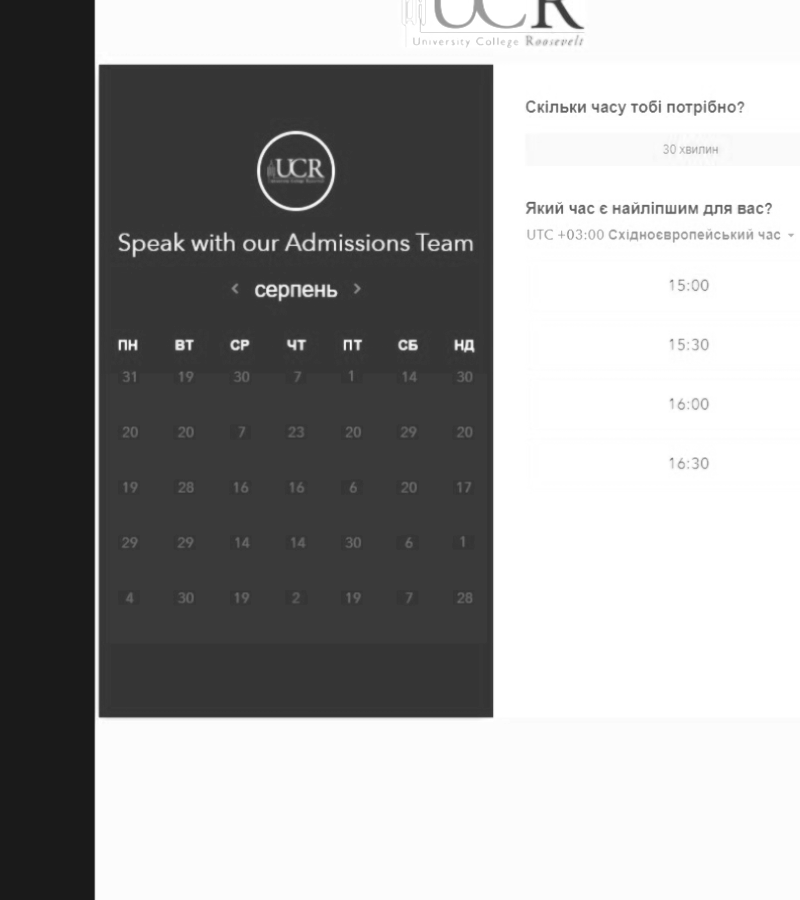 UCR
University College Roosevelt
UCR
Speak with our Admissions Team
< серпень >
ПН ВТ СР ЧТ ПТ СБ НД
31 19 30 7 1 14 30
20 20 7 23 20 29 20
19 28 16 16 6 20 17
29 29 14 14 30 6 1
4 30 19 2 19 7 28
Скільки часу тобі потрібно?
30 хвилин
Який час є найліпшим для вас?
UTC +03:00 Східноєвропейський час
15:00
15:30
16:00
16:30